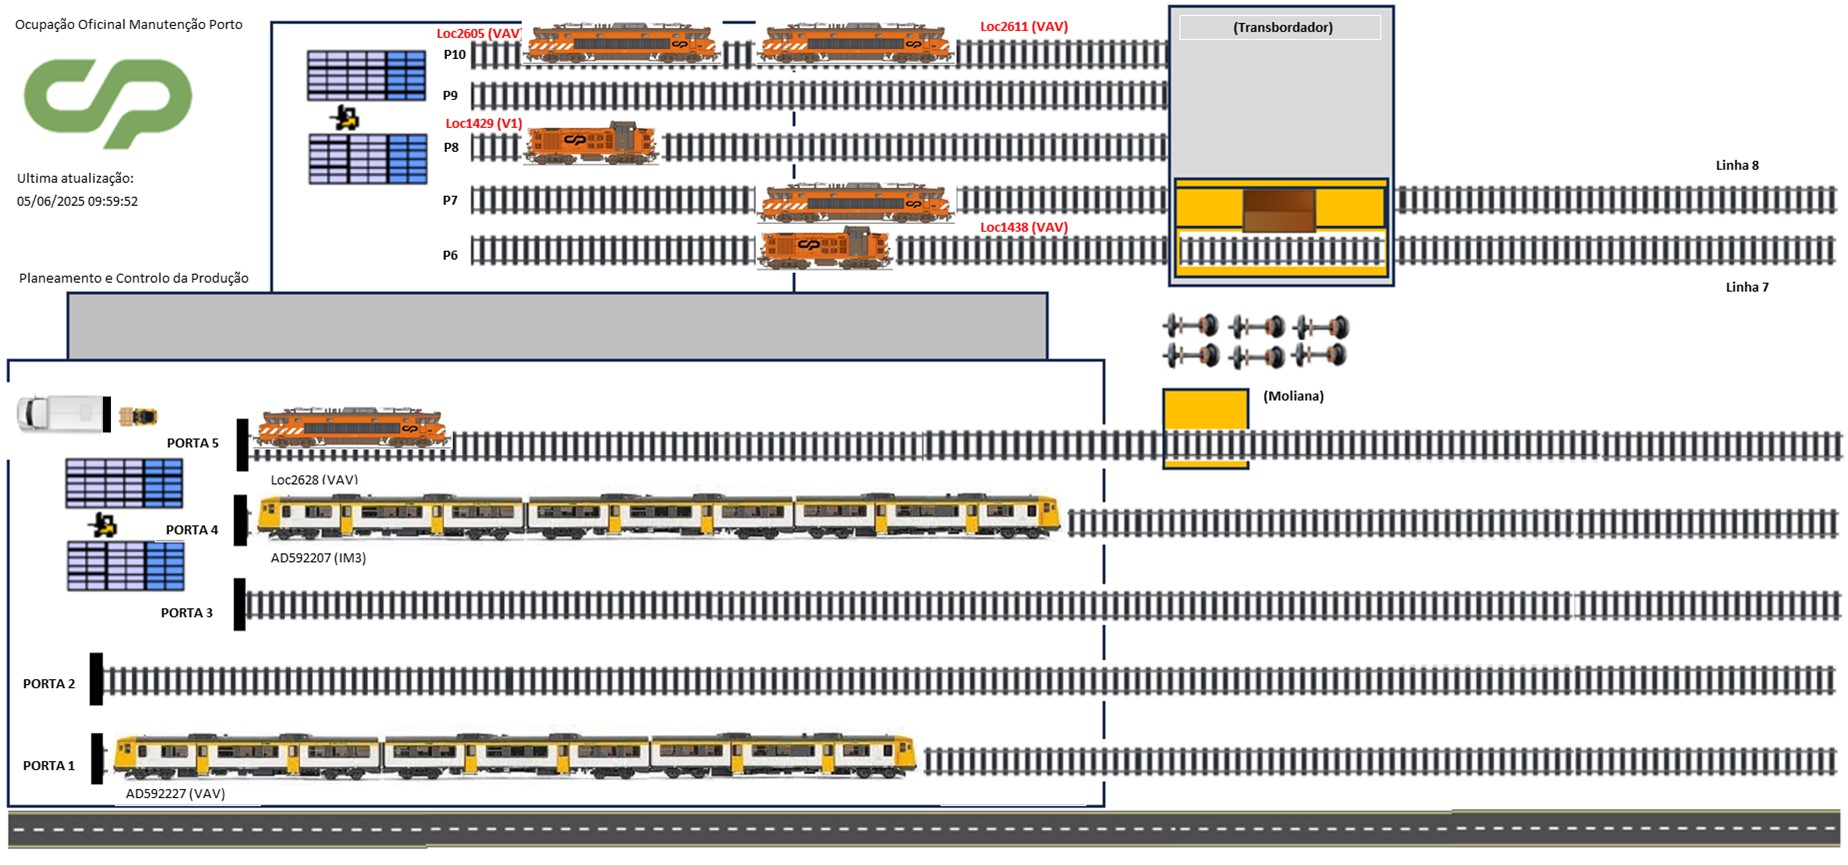 Ocupação Oficinal Manutenção Porto
Loc2605 (VAV)
Loc2611 (VAV)
(Transbordador)
P10
P9
Loc1429 (V1)
P8
Ultima atualização:
05/06/2025 09:59:52
Linha 8
P7
Loc1438 (VAV)
P6
Planeamento e Controlo da Produção
Linha 7
(Moliana)
PORTA 5
Loc2628 (VAV)
PORTA 4
AD592207 (IM3)
PORTA 3
PORTA 2
PORTA 1
AD592227 (VAV)